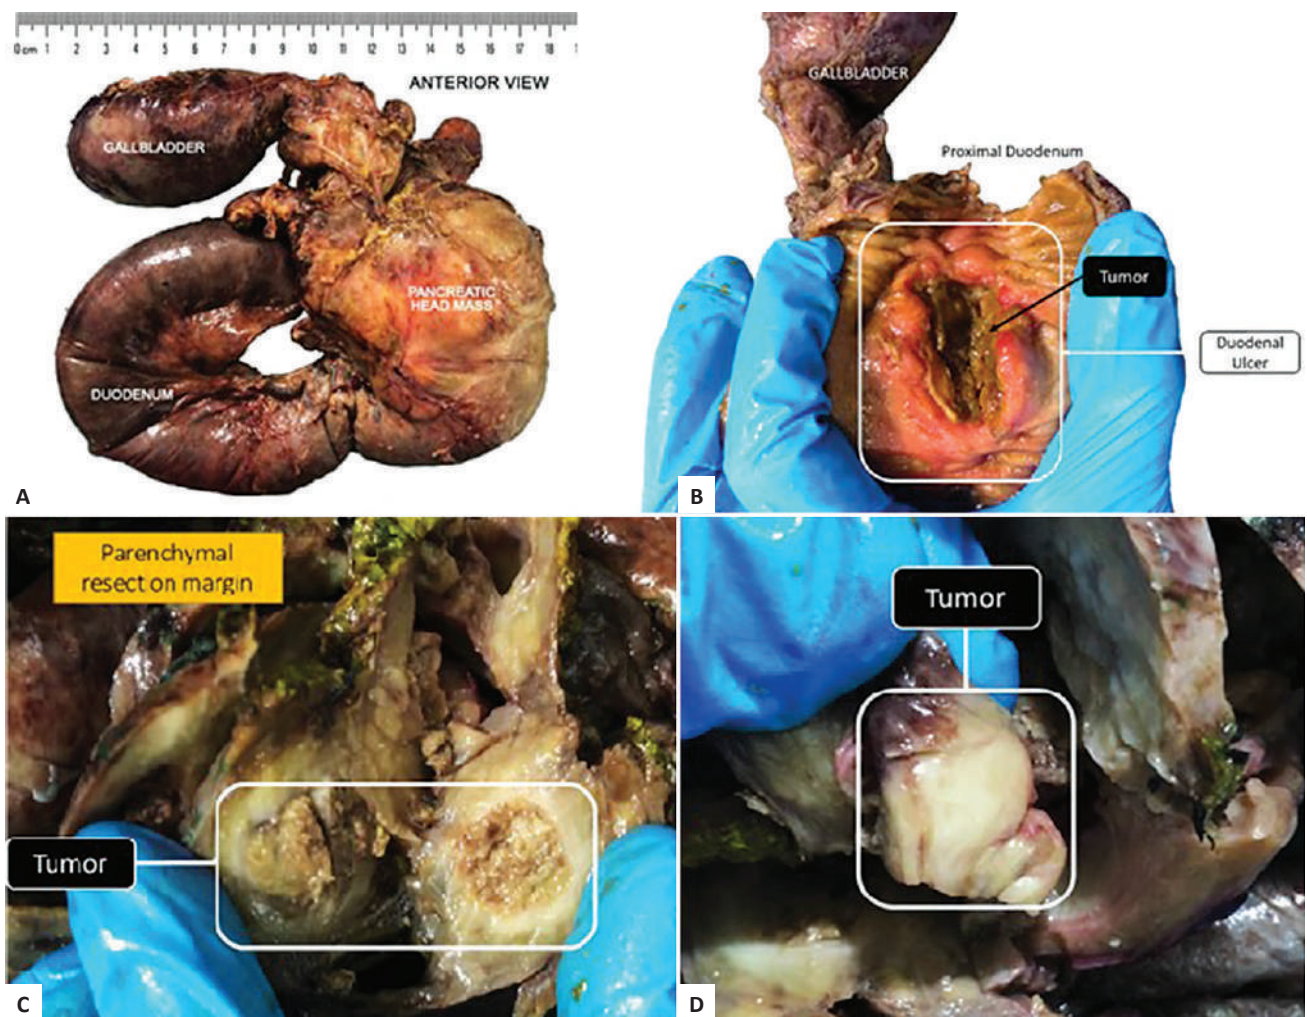 0 cm 1 2 3 4 5 6 7 8 9 10 11 12 13 14 15 16 17 18
ANTERIOR VIEW
GALLBLADDER
PANCREATIC
HEAD MASS
DUODENUM
A
GALLBLADDER
Proximal Duodenum
Tumor
Duodenal
Ulcer
B
Parenchymal
resect on margin
Tumor
C
Tumor
D